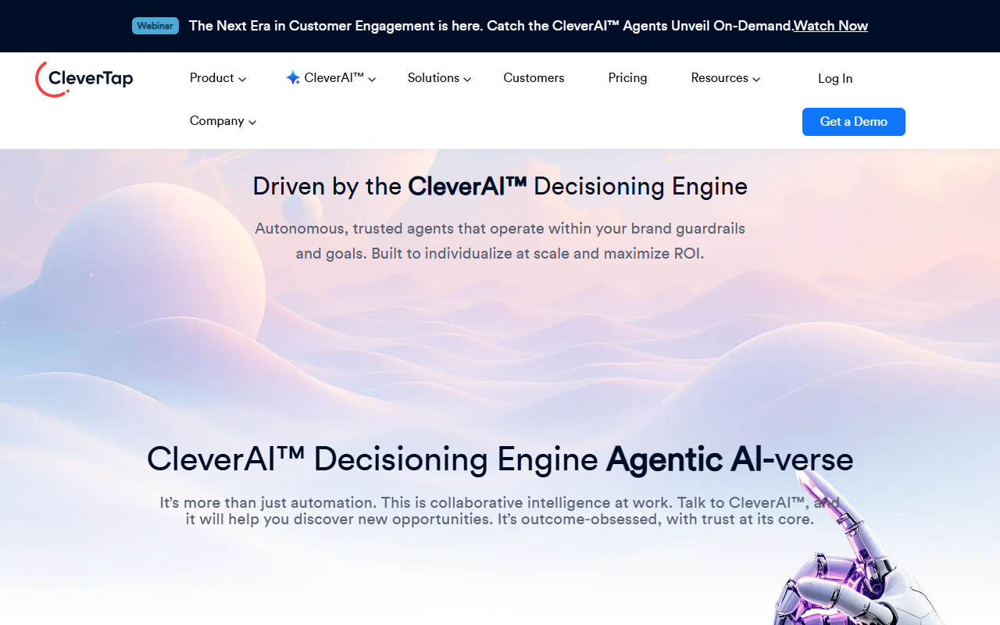 Webinar The Next Era in Customer Engagement is here. Catch the CleverAI™ Agents Unveil On-Demand.Watch Now
CleverTap Product CleverAI™ Solutions Customers Pricing Resources Log In
Company Get a Demo
Driven by the CleverAI™ Decisioning Engine
Autonomous, trusted agents that operate within your brand guardrails
and goals. Built to individualize at scale and maximize ROI.
CleverAI™ Decisioning Engine Agentic AI-verse
It’s more than just automation. This is collaborative intelligence at work. Talk to CleverAI™, and
it will help you discover new opportunities. It’s outcome-obsessed, with trust at its core.